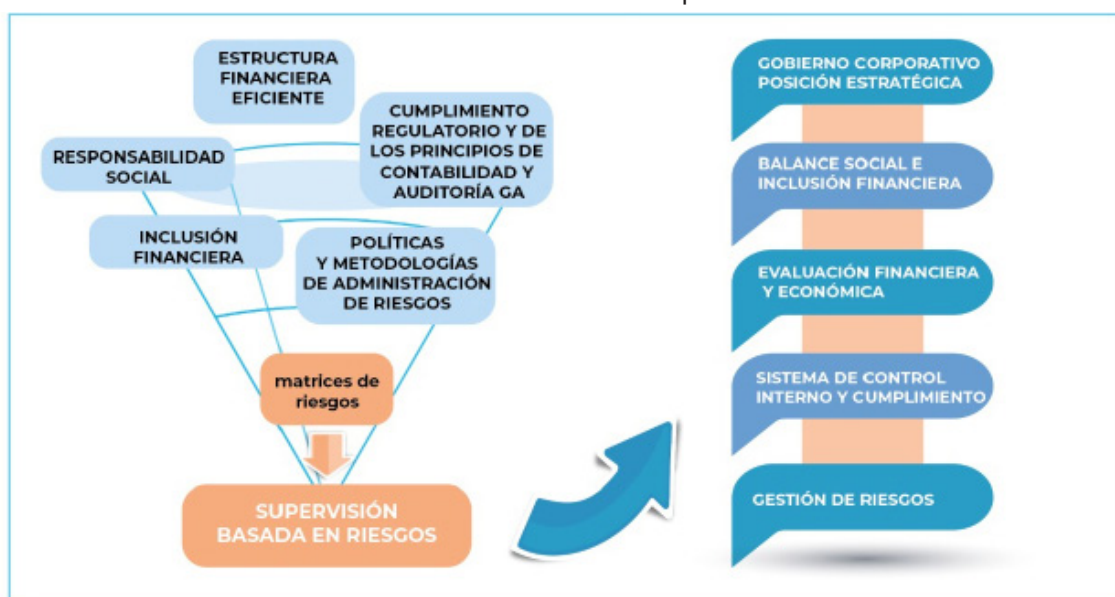 ESTRUCTURA
FINANCIERA
EFICIENTE
CUMPLIMIENTO
REGULATORIO Y DE
LOS PRINCIPIOS DE
CONTABILIDAD Y
AUDITORÍA GA
RESPONSABILIDAD
SOCIAL
INCLUSIÓN
FINANCIERA
POLÍTICAS
Y METODOLOGÍAS
DE ADMINISTRACIÓN
DE RIESGOS
matrices de
riesgos
SUPERVISIÓN
BASADA EN RIESGOS
GOBIERNO CORPORATIVO
POSICIÓN ESTRATÉGICA
BALANCE SOCIAL E
INCLUSIÓN FINANCIERA
EVALUACIÓN FINANCIERA
Y ECONÓMICA
SISTEMA DE CONTROL
INTERNO Y CUMPLIMIENTO
GESTIÓN DE RIESGOS